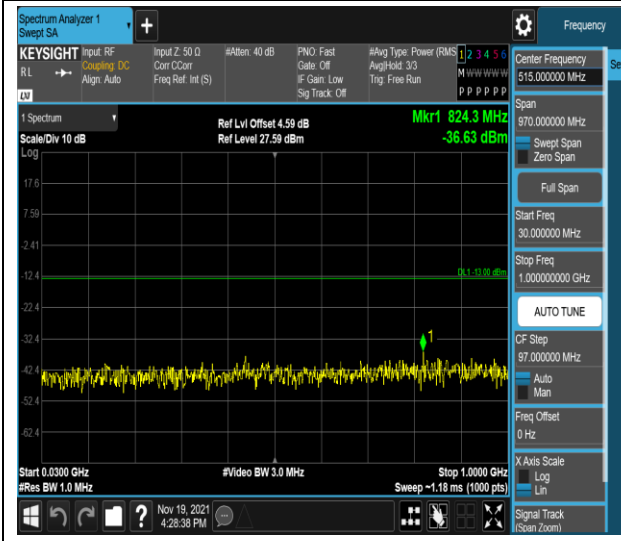 Spectrum Analyzer 1
Swept SA
Frequency
KEYSIGHT
RL
Input: RF
Coupling: DC
Align: Auto
Input Z: 50 Ω
Corr CCorr
Freq Ref: Int (S)
#Atten: 40 dB
PNO: Fast
Gate: Off
IF Gain: Low
Sig Track: Off
#Avg Type: Power (RMS
Avg|Hold: 3/3
Trig: Free Run
1 2 3 4 5 6
M W W W W W
P P P P P P
LXI
1 Spectrum
Scale/Div 10 dB
Log
Ref Lvl Offset 4.59 dB
Ref Level 27.59 dBm
Mkr1 824.3 MHz
-36.63 dBm
17.6
7.59
-2.41
-12.4
-22.4
-32.4
-42.4
-52.4
-62.4
DL1 -13.00 dBm
1
Start 0.0300 GHz
#Res BW 1.0 MHz
#Video BW 3.0 MHz
Stop 1.0000 GHz
Sweep ~1.18 ms (1000 pts)
Nov 19, 2021
4:28:38 PM
?
Center Frequency
515.000000 MHz
Se
Span
970.000000 MHz
Swept Span
Zero Span
Full Span
Start Freq
30.000000 MHz
Stop Freq
1.000000000 GHz
AUTO TUNE
CF Step
97.000000 MHz
Auto
Man
Freq Offset
0 Hz
X Axis Scale
Log
Lin
Signal Track
(Span Zoom)